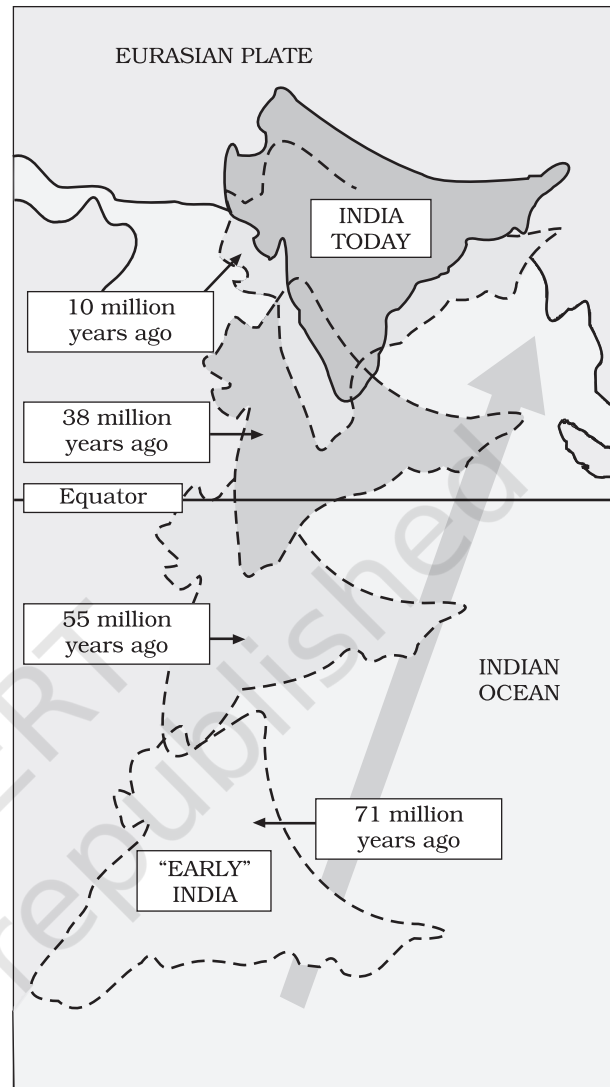 EURASIAN PLATE
INDIA
TODAY
10 million
years ago
38 million
years ago
Equator
55 million
years ago
INDIAN
OCEAN
71 million
years ago
"EARLY"
INDIA
republished